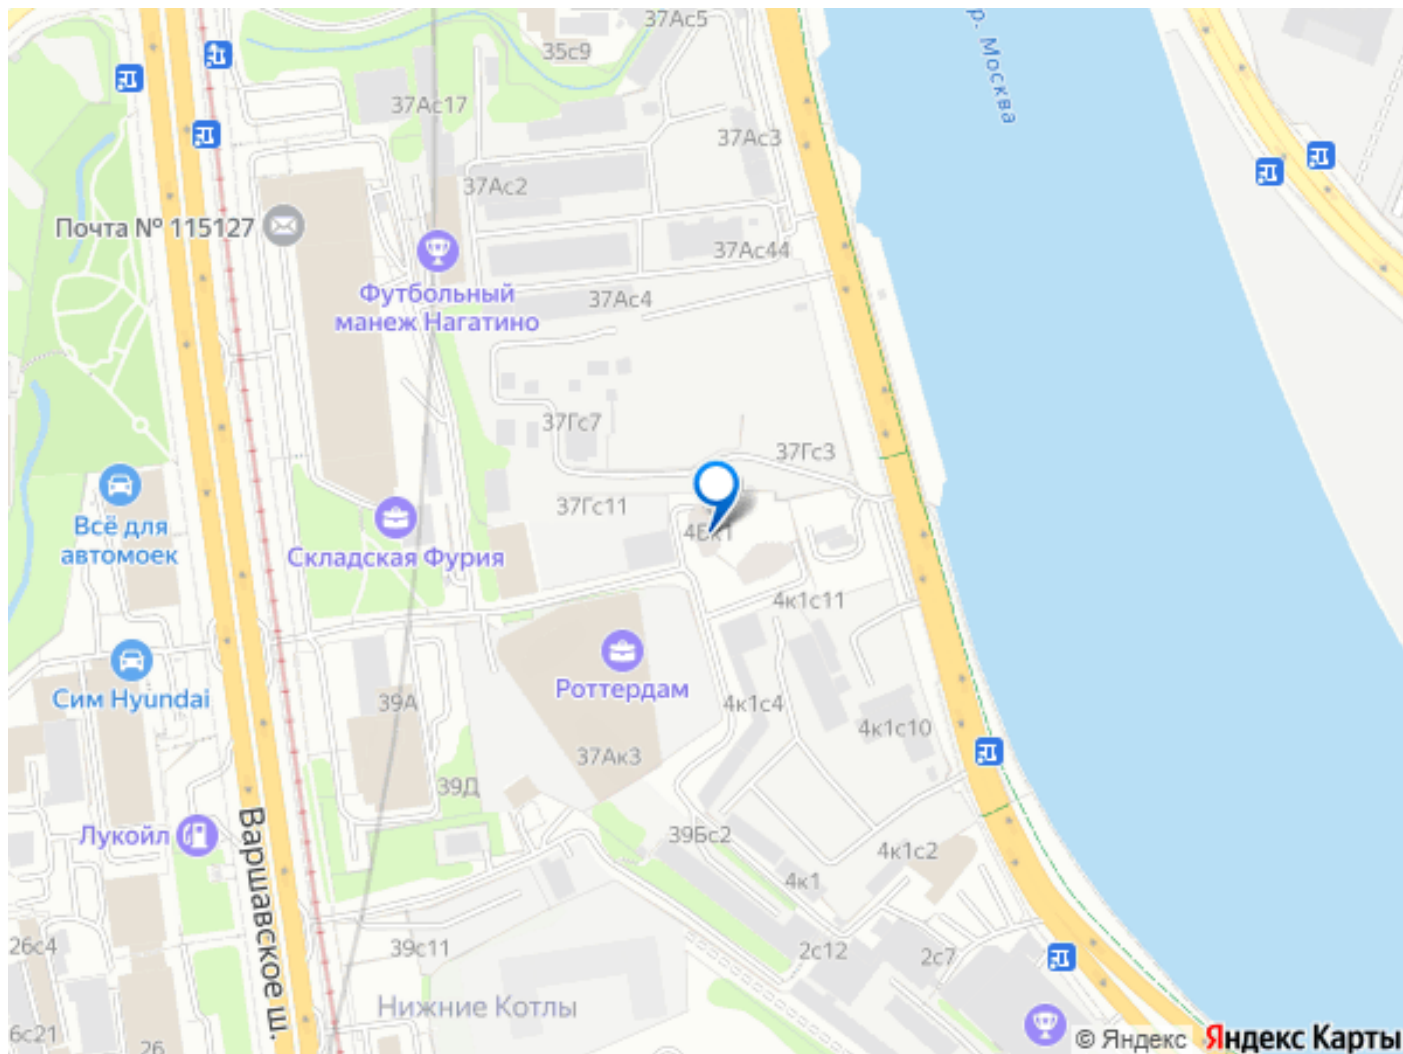 37Ас5
35с9
р. Москва
37Ас17
37Ас3
37Ас2
Почта № 115127
37Ас44
Футбольный
манеж Нагатино
37Ас4
37Гс7
37Гс3
Всё для
автомоек
37Гс11
Складская Фурия
4к1с11
Роттердам
Сим Hyundai
39А
4к1с4
4к1с10
37Ак3
39Д
Лукойл
Варшавское ш.
39Бс2
4к1с2
4к1
26с4
39с11
2с12
2с7
Нижние Котлы
6с21
26
© Яндекс Яндекс Карты